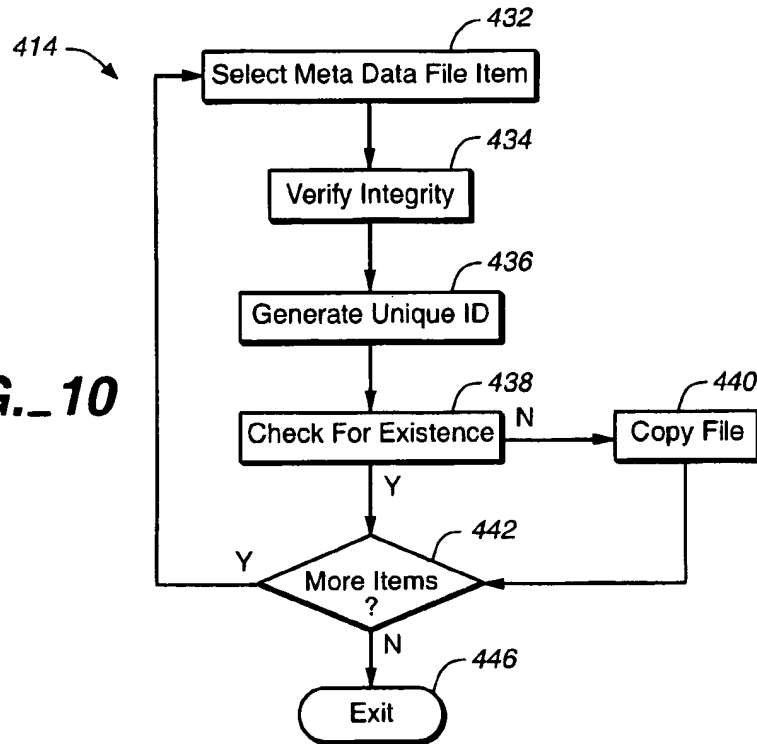 432
414
Select Meta Data File Item
434
Verify Integrity
436
Generate Unique ID
438
440
G._10
Check For Existence
N
Copy File
Y
442
Y
More Items
?
N
446
Exit